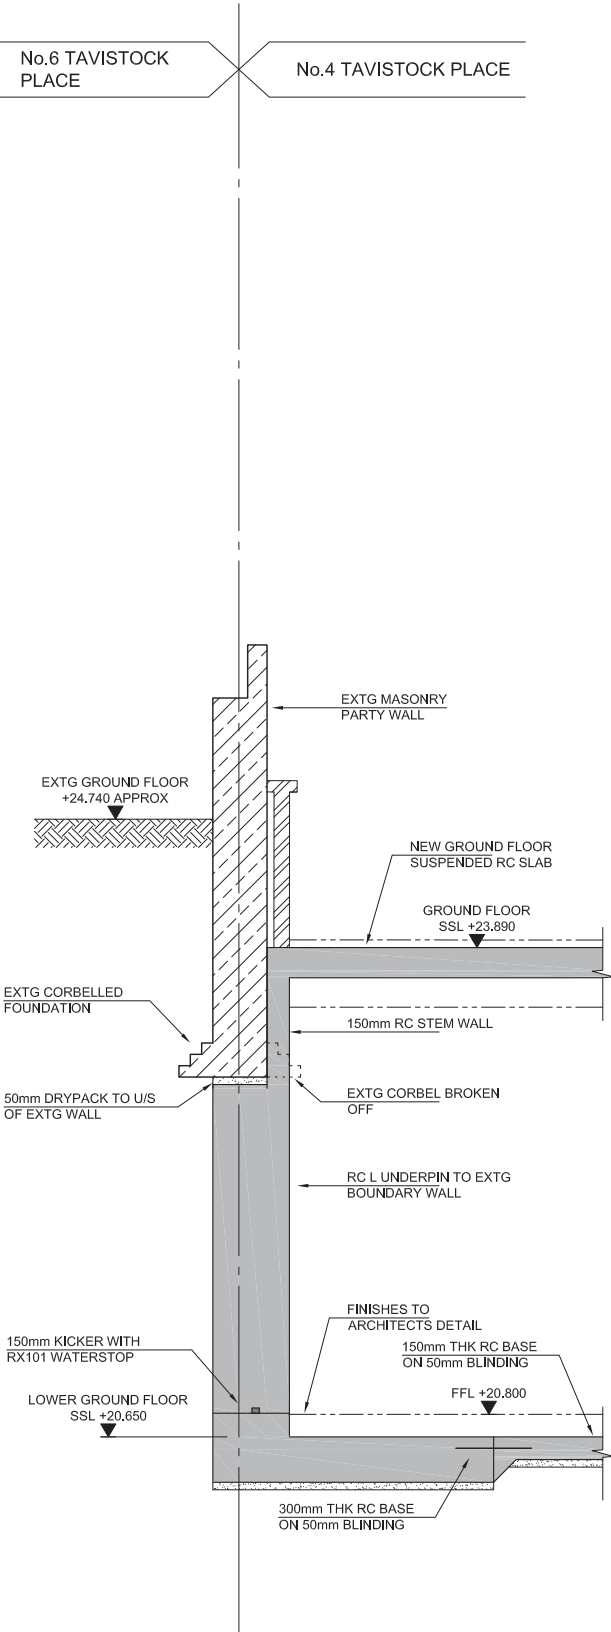 No.6 TAVISTOCK
PLACE
No.4 TAVISTOCK PLACE
EXTG MASONRY
PARTY WALL
EXTG GROUND FLOOR
+24.740 APPROX
NEW GROUND FLOOR
SUSPENDED RC SLAB
GROUND FLOOR
SSL +23.890
EXTG CORBELLED
FOUNDATION
150mm RC STEM WALL
50mm DRYPACK TO U/S
OF EXTG WALL
EXTG CORBEL BROKEN
OFF
RC L UNDERPIN TO EXTG
BOUNDARY WALL
FINISHES TO
ARCHITECTS DETAIL
150mm KICKER WITH
RX101 WATERSTOP
150mm THK RC BASE
ON 50mm BLINDING
LOWER GROUND FLOOR
SSL +20.650
FFL +20.800
300mm THK RC BASE
ON 50mm BLINDING